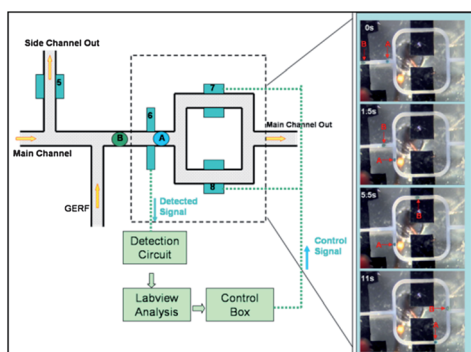 Side Channel Out
5
6
7
B
A
Main Channel
Main Channel Out
8
GERF
Detected
Signal
Detection
Circuit
Control
Signal
Labview
Analysis
Control
Box
0s
B
1.5s
5.5s
B
11s